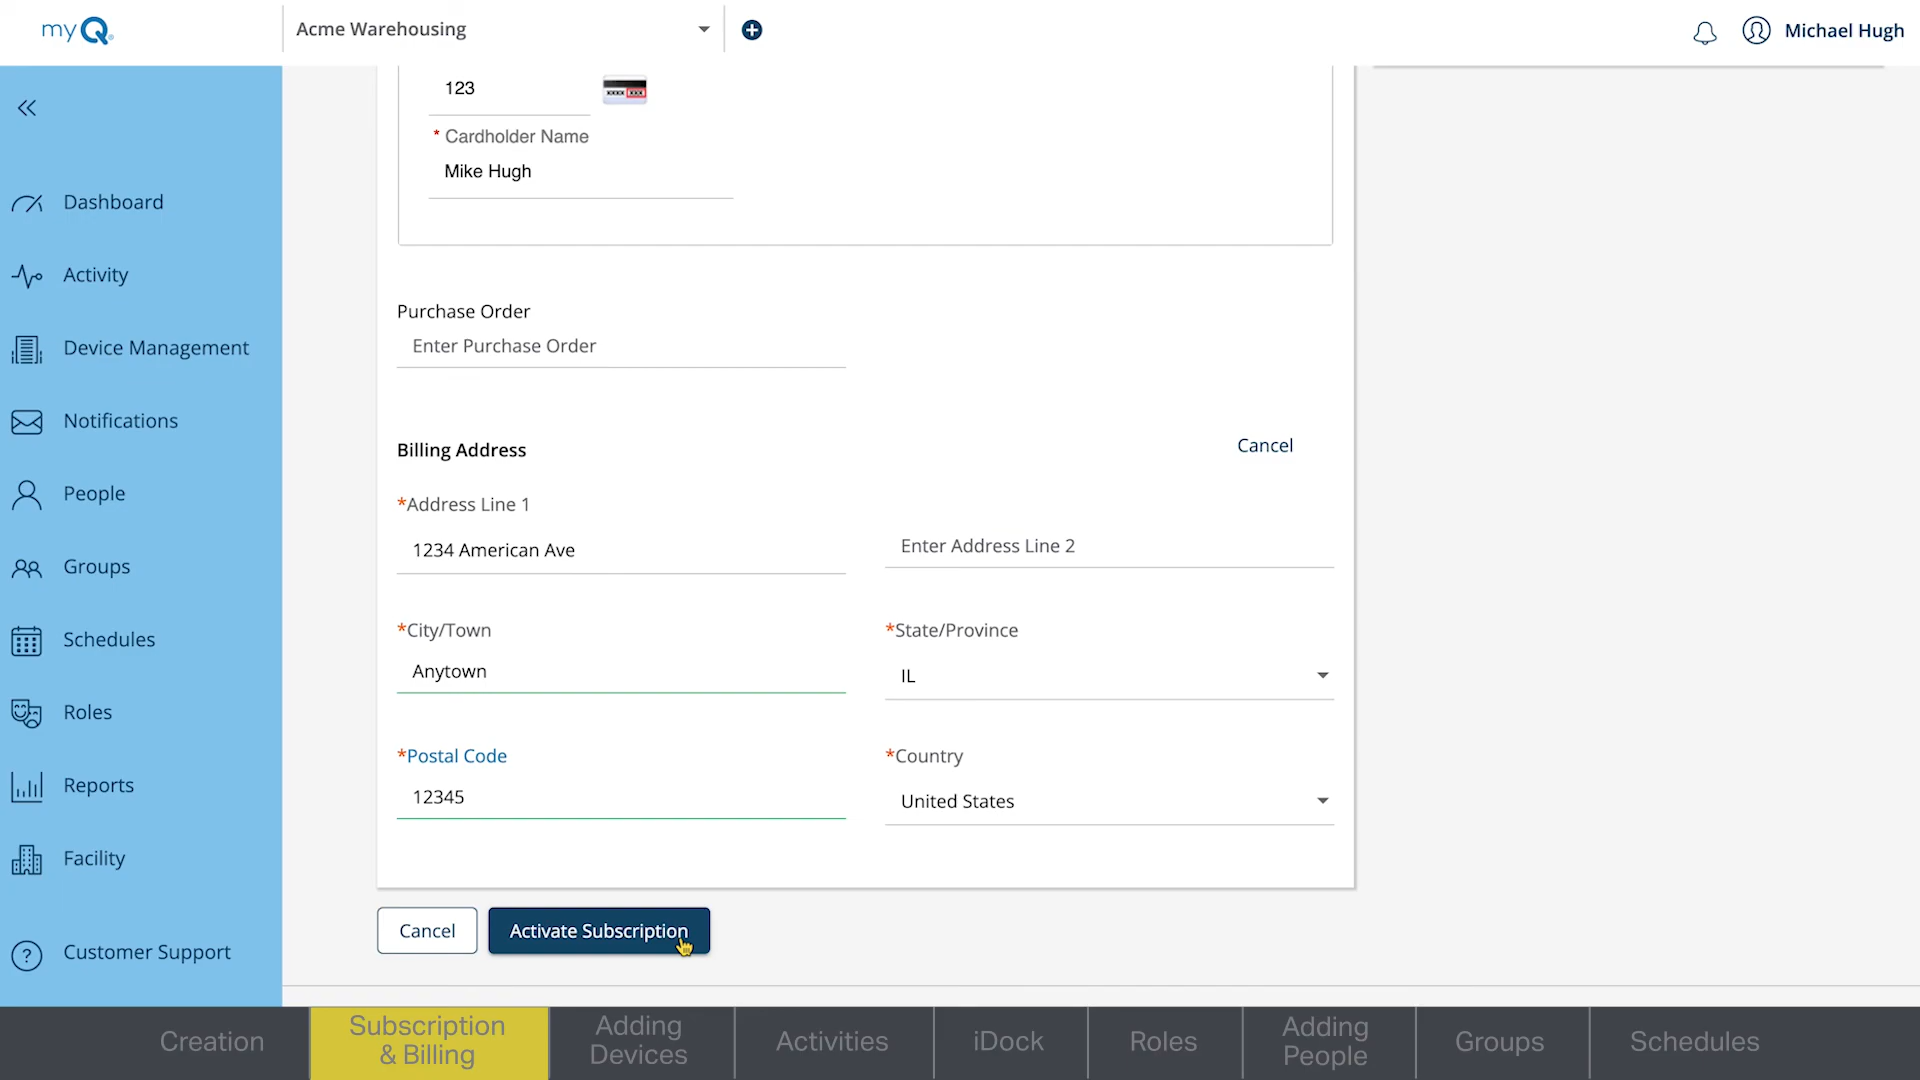 myQ
Acme Warehousing
Michael Hugh
Dashboard
Activity
Device Management
Notifications
People
Groups
Schedules
Roles
Reports
Facility
Customer Support
123
XXXX XXX
* Cardholder Name
Mike Hugh
Purchase Order
Enter Purchase Order
Billing Address
Cancel
*Address Line 1
1234 American Ave
Enter Address Line 2
*City/Town
Anytown
*State/Province
IL
*Postal Code
12345
*Country
United States
Cancel
Activate Subscription
Creation
Subscription
& Billing
Adding
Devices
Activities
iDock
Roles
Adding
People
Groups
Schedules